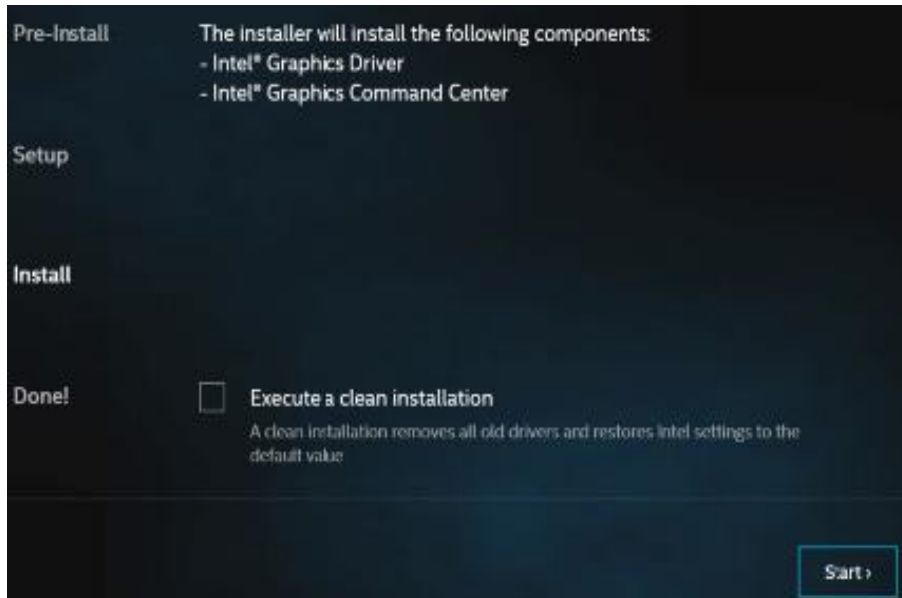 Pre-Install
The installer will install the following components:
- Intel® Graphics Driver
- Intel® Graphics Command Center
Setup
Install
Done!
Execute a clean installation
A clean installation removes all old drivers and restores Intel settings to the
default value
Start ›